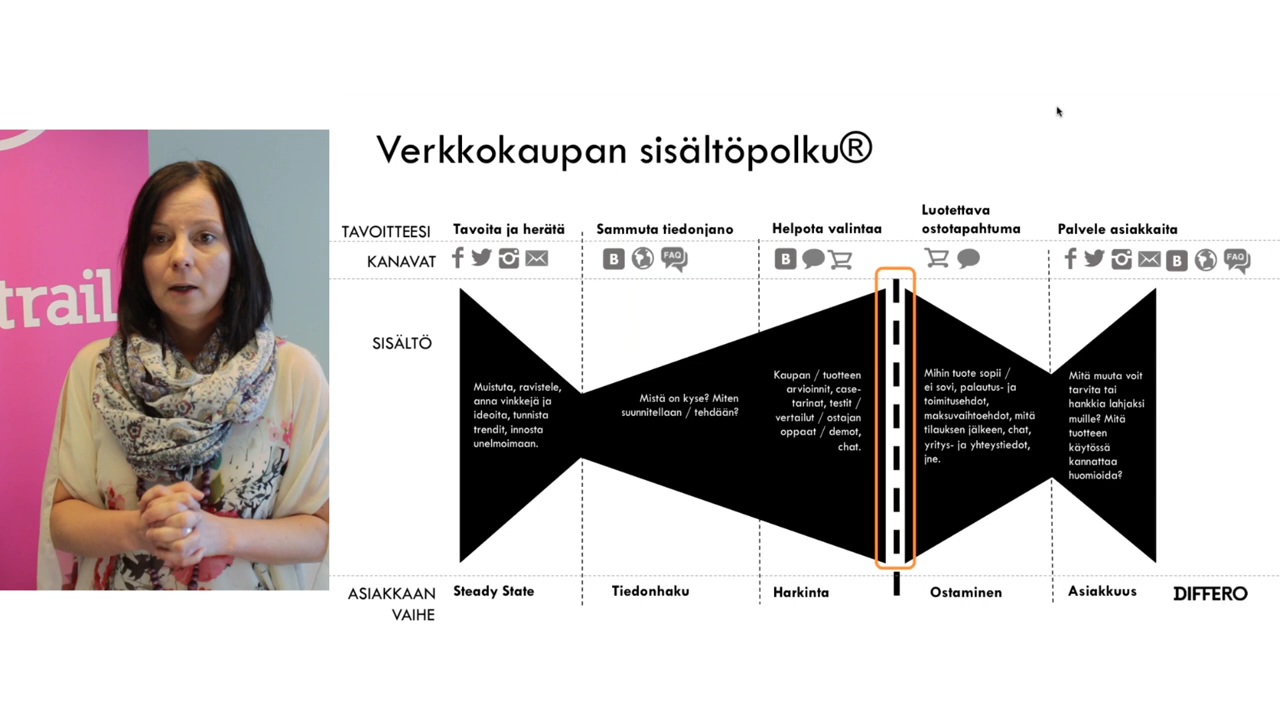 trail
Verkkokaupan sisältöpolku®
TAVOITTEESI
Tavoita ja herätä
Sammuta tiedonjano
Helpota valintaa
Luotettava
ostotapahtuma
Palvele asiakkaita
KANAVAT
B
FAQ
B
B
FAQ
SISÄLTÖ
Muistuta, ravistele,
anna vinkkejä ja
ideoita, tunnista
trendit, innosta
unelmoimaan.
Mistä on kyse? Miten
suunnitellaan / tehdään?
Kaupan / tuotteen
arvioinnit, case-
tarinat, testit /
vertailut / ostajan
oppaat / demot,
chat.
Mihin tuote sopii /
ei sovi, palautus- ja
toimitusehdot,
maksuvaihtoehdot, mitä
tilauksen jälkeen, chat,
yritys- ja yhteystiedot,
jne.
Mitä muuta voit
tarvita tai
hankkia lahjaksi
muille? Mitä
tuotteen
käytössä
kannattaa
huomioida?
ASIAKKAAN
VAIHE
Steady State
Tiedonhaku
Harkinta
Ostaminen
Asiakkuus
DIFFERO